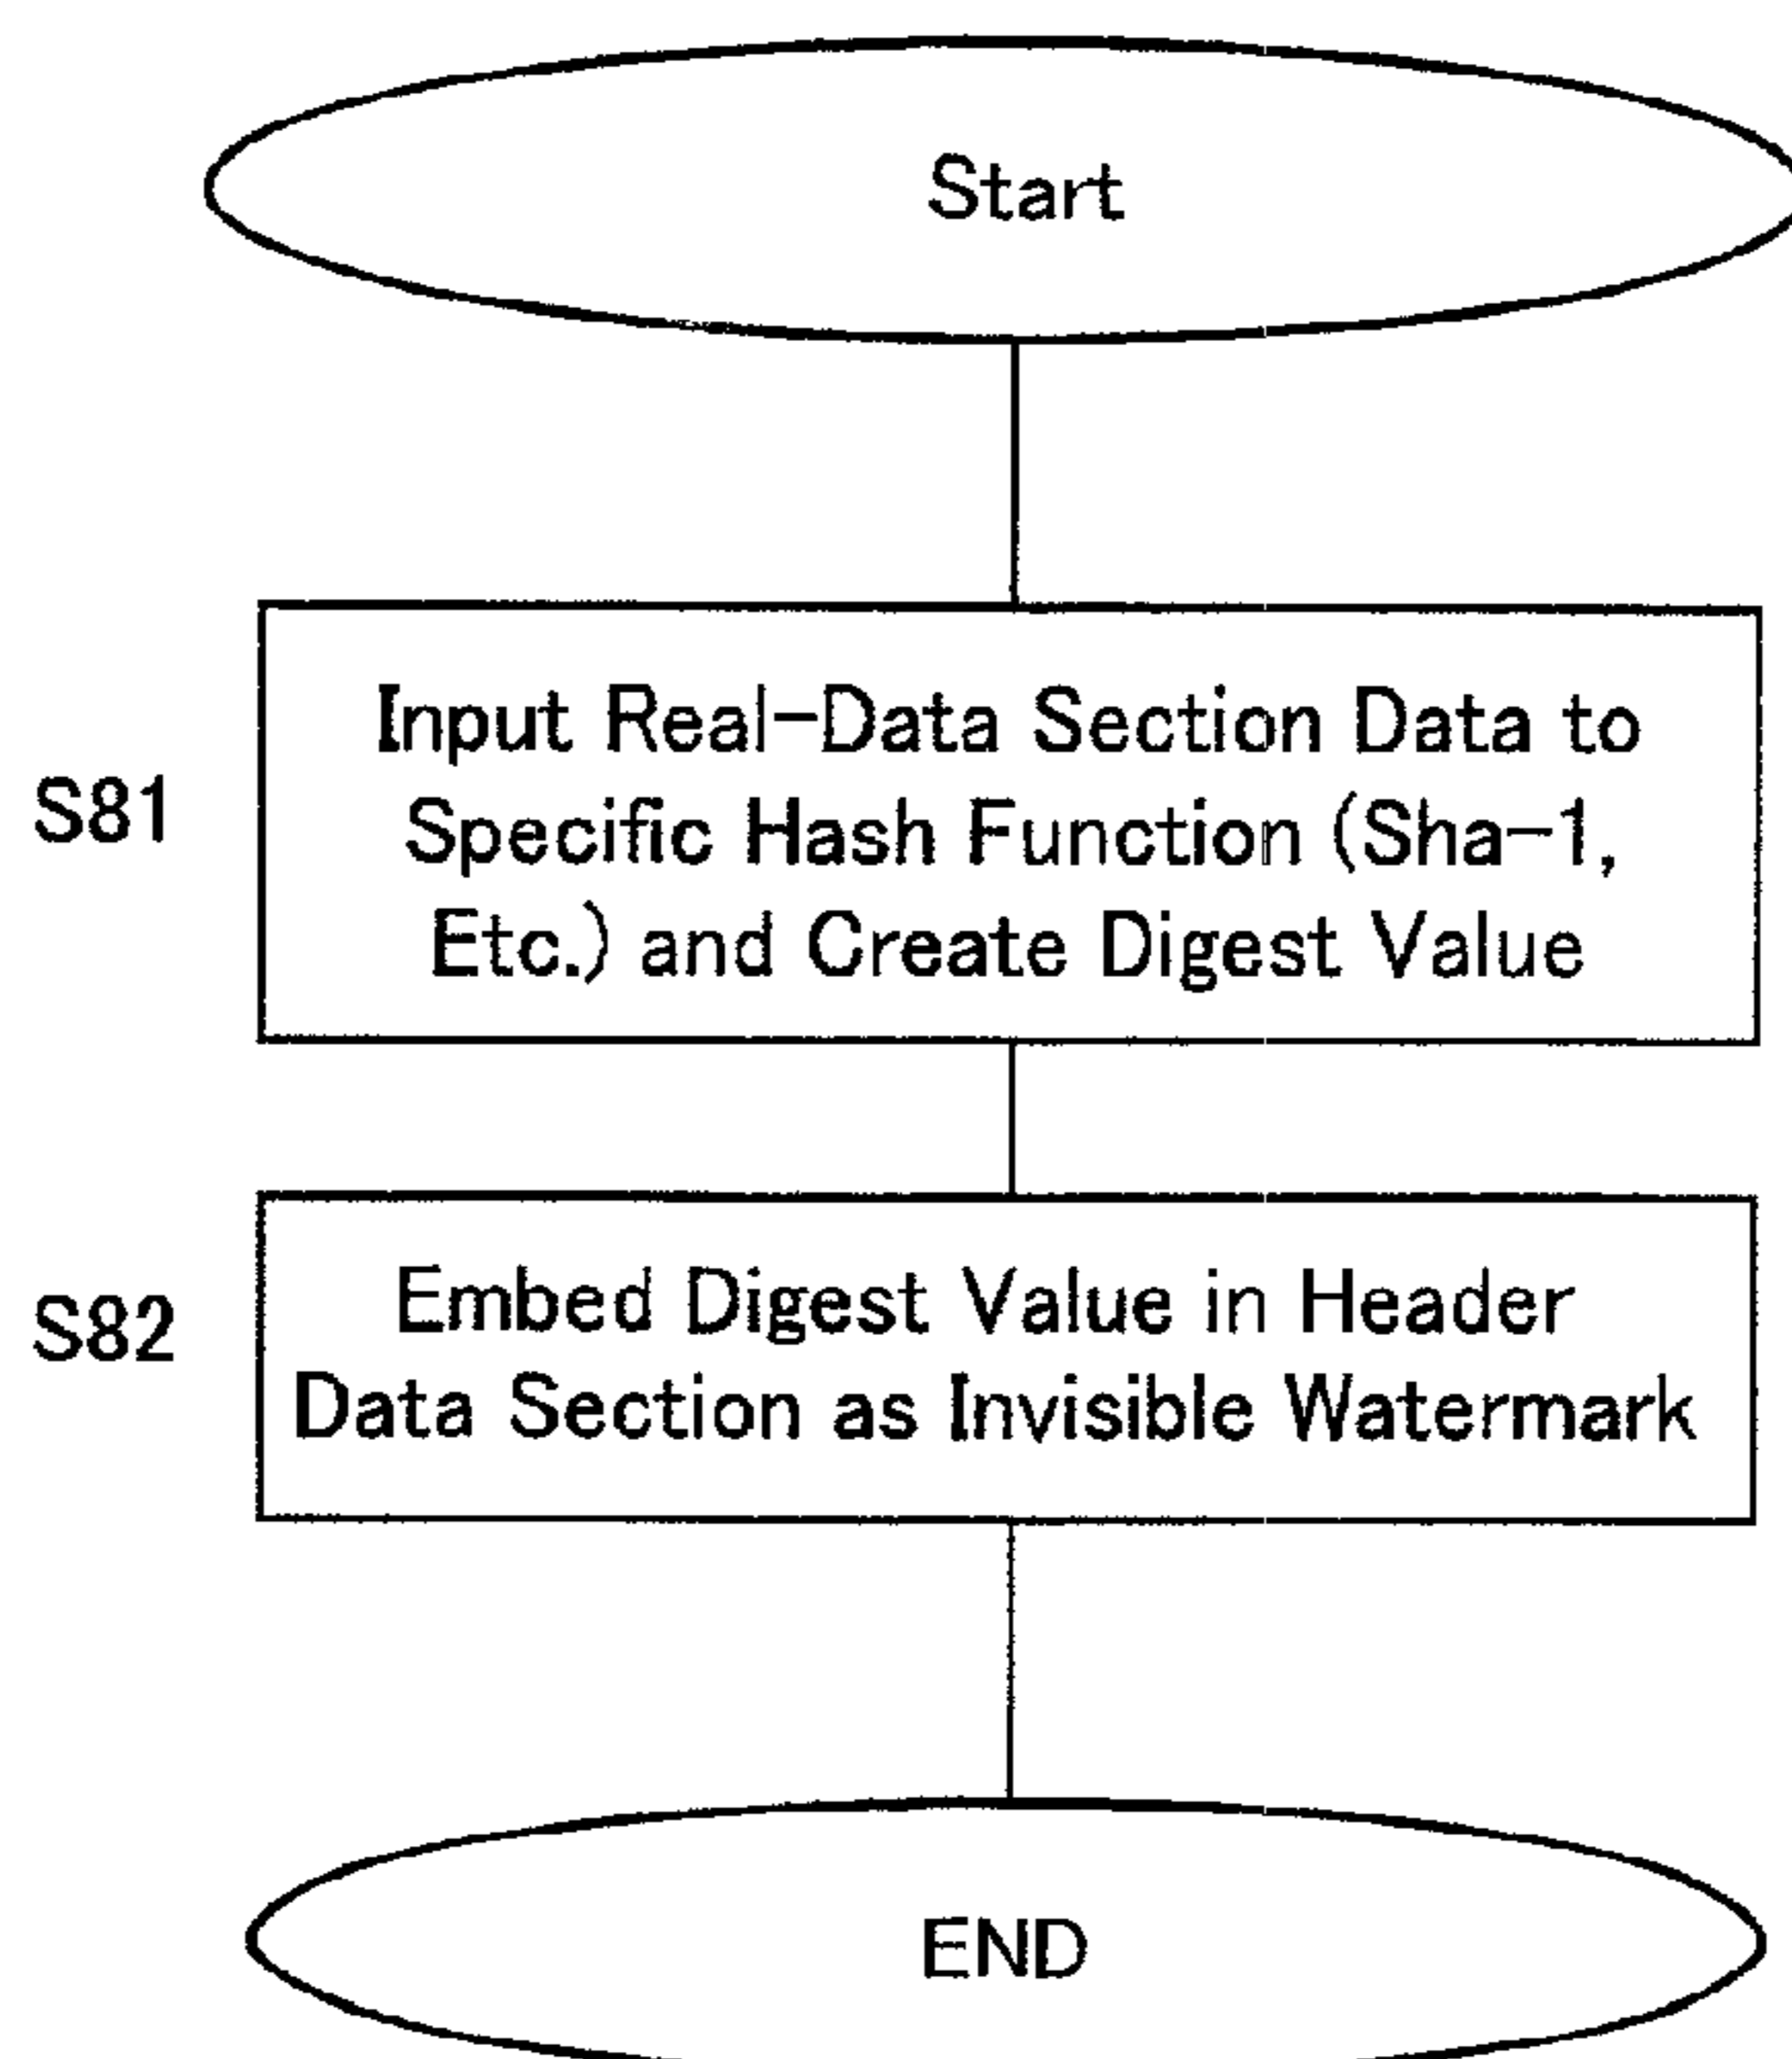 Start
S81
Input Real-Data Section Data to
Specific Hash Function (Sha-1,
Etc.) and Create Digest Value
S82
Embed Digest Value in Header
Data Section as Invisible Watermark
END